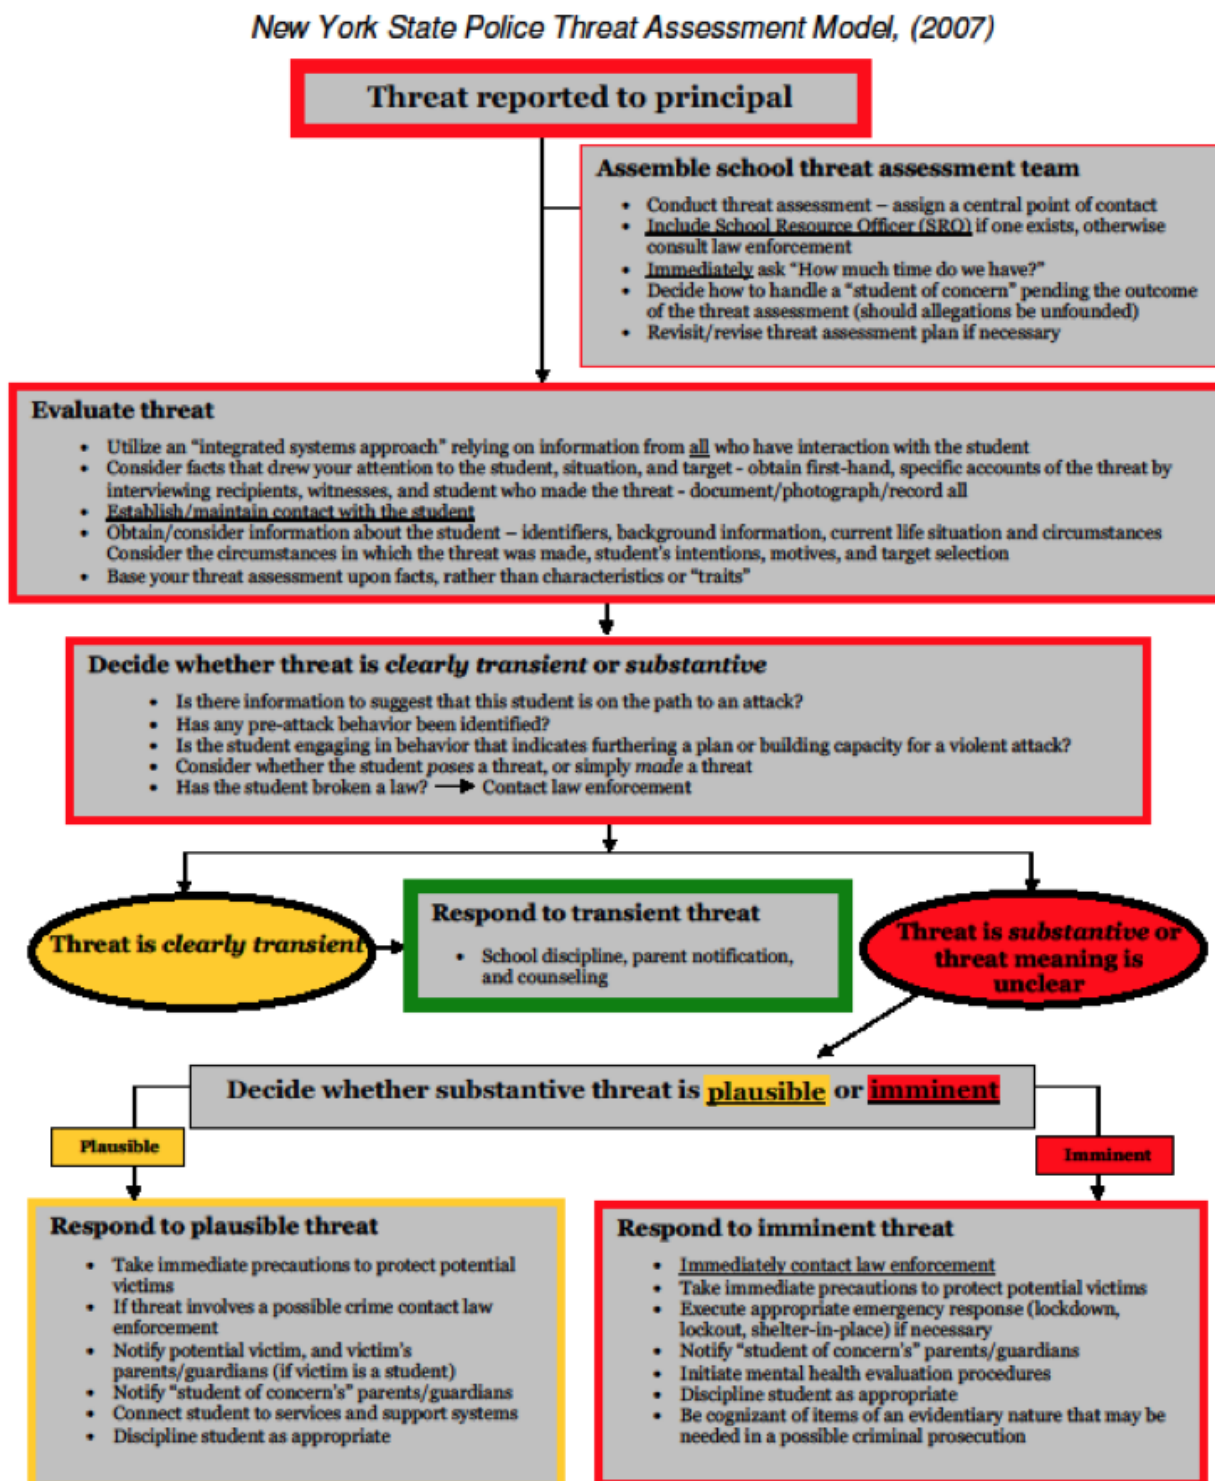 New York State Police Threat Assessment Model, (2007)
Threat reported to principal
Assemble school threat assessment team
• Conduct threat assessment – assign a central point of contact
• Include School Resource Officer (SRO) if one exists, otherwise
consult law enforcement
• Immediately ask “How much time do we have?”
• Decide how to handle a “student of concern” pending the outcome
of the threat assessment (should allegations be unfounded)
• Revisit/revise threat assessment plan if necessary
Evaluate threat
• Utilize an “integrated systems approach” relying on information from all who have interaction with the student
• Consider facts that drew your attention to the student, situation, and target - obtain first-hand, specific accounts of the threat by
interviewing recipients, witnesses, and student who made the threat - document/photograph/record all
• Establish/maintain contact with the student
• Obtain/consider information about the student – identifiers, background information, current life situation and circumstances
Consider the circumstances in which the threat was made, student’s intentions, motives, and target selection
• Base your threat assessment upon facts, rather than characteristics or “traits”
Decide whether threat is clearly transient or substantive
• Is there information to suggest that this student is on the path to an attack?
• Has any pre-attack behavior been identified?
• Is the student engaging in behavior that indicates furthering a plan or building capacity for a violent attack?
• Consider whether the student poses a threat, or simply made a threat
• Has the student broken a law? → Contact law enforcement
Threat is clearly transient
Respond to transient threat
• School discipline, parent notification,
and counseling
Threat is substantive or
threat meaning is
unclear
Decide whether substantive threat is plausible or imminent
Plausible
Imminent
Respond to plausible threat
• Take immediate precautions to protect potential
victims
• If threat involves a possible crime contact law
enforcement
• Notify potential victim, and victim’s
parents/guardians (if victim is a student)
• Notify “student of concern’s” parents/guardians
• Connect student to services and support systems
• Discipline student as appropriate
Respond to imminent threat
• Immediately contact law enforcement
• Take immediate precautions to protect potential victims
• Execute appropriate emergency response (lockdown,
lockout, shelter-in-place) if necessary
• Notify “student of concern’s” parents/guardians
• Initiate mental health evaluation procedures
• Discipline student as appropriate
• Be cognizant of items of an evidentiary nature that may be
needed in a possible criminal prosecution